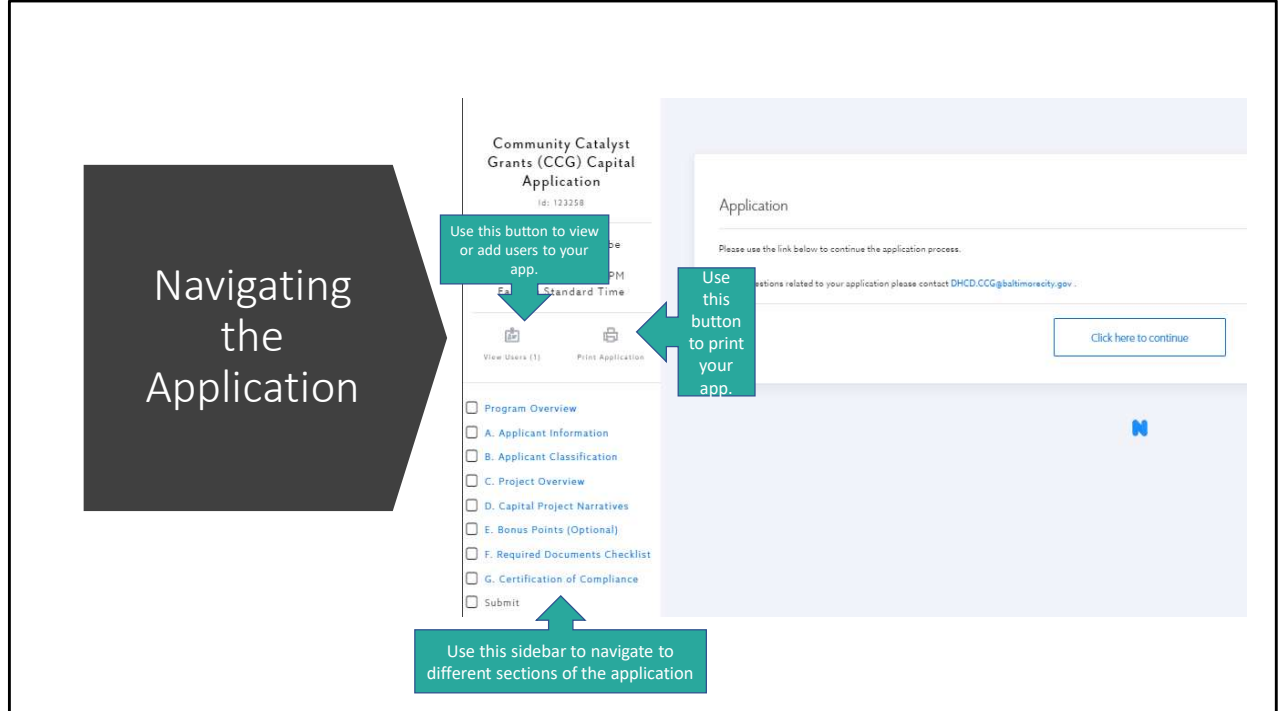 Navigating
the
Application
Community Catalyst
Grants (CCG) Capital
Application
Id: 123258
Use this button to view
or add users to your
app.
be
PM
Standard Time
View Users (1)
Print Application
Use
this
button
to print
your
app.
Program Overview
A. Applicant Information
B. Applicant Classification
C. Project Overview
D. Capital Project Narratives
E. Bonus Points (Optional)
F. Required Documents Checklist
G. Certification of Compliance
Submit
Use this sidebar to navigate to
different sections of the application
Application
Please use the link below to continue the application process.
related to your application please contact DHCD.CCG@baltimorecity.gov .
Click here to continue
N